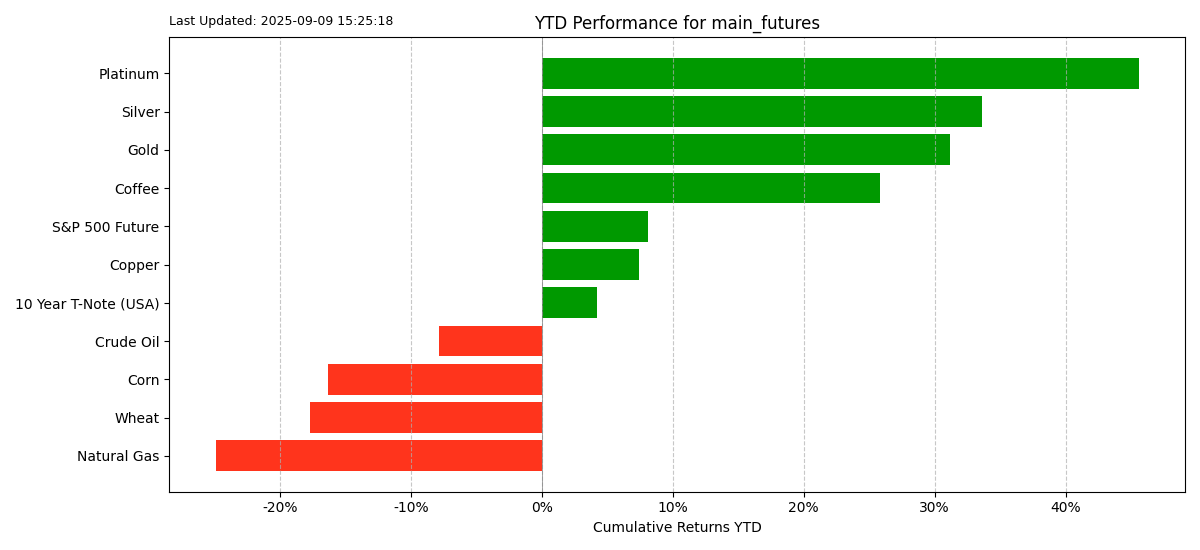 Last Updated: 2025-09-09 15:25:18
YTD Performance for main_futures
Platinum
Silver
Gold
Coffee
S&P 500 Future
Copper
10 Year T-Note (USA)
Crude Oil
Corn
Wheat
Natural Gas
-20% -10% 0% 10% 20% 30% 40%
Cumulative Returns YTD